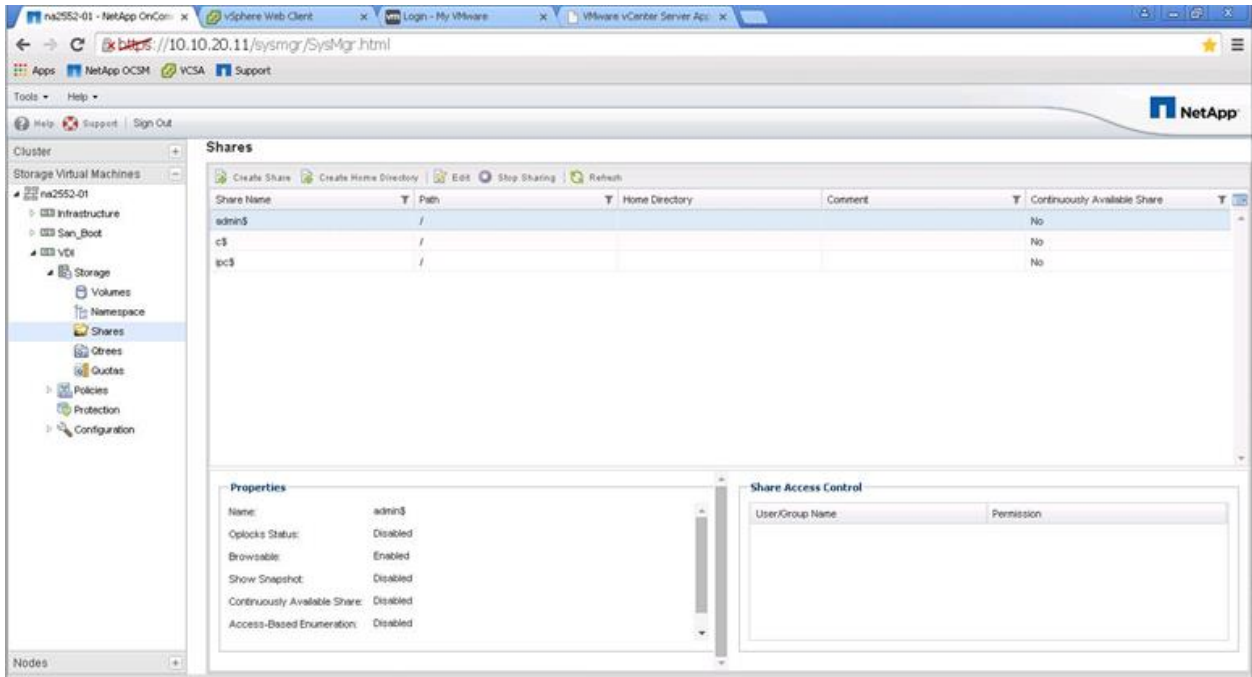 na2552-01 - NetApp OnCom
vSphere Web Client
vm Login - My VMware
VMware vCenter Server App
https://10.10.20.11/sysmgr/SysMgr.html
Apps NetApp OCSM VCSA Support
Tools Help
Help Support Sign Out
NetApp
Cluster
Storage Virtual Machines
na2552-01
Infrastructure
San_Boot
VDI
Storage
Volumes
Namespace
Shares
Qtrees
Quotas
Policies
Protection
Configuration
Nodes
Shares
Create Share Create Home Directory Edit Stop Sharing Refresh
Share Name Path Home Directory Comment Continuously Available Share
admin$ / No
c$ / No
ipc$ / No
Properties
Name: admin$
Oplocks Status: Disabled
Browsable: Enabled
Show Snapshot: Disabled
Continuously Available Share: Disabled
Access-Based Enumeration: Disabled
Share Access Control
User/Group Name Permission